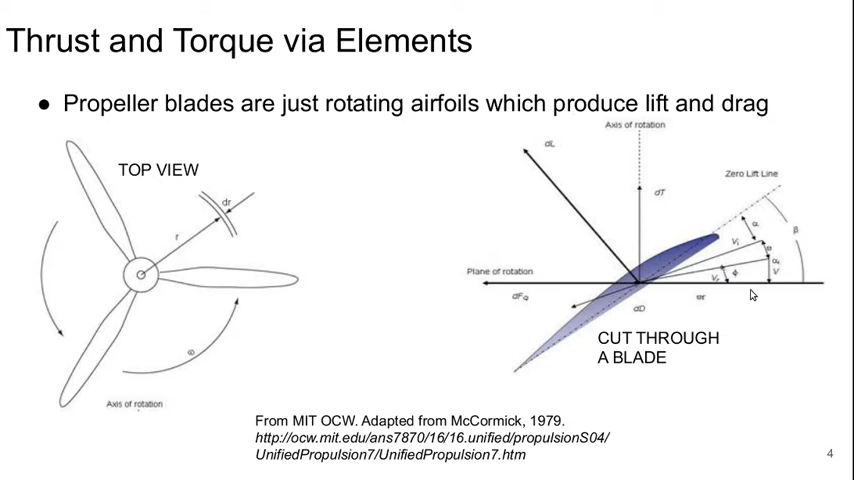 Thrust and Torque via Elements
● Propeller blades are just rotating airfoils which produce lift and drag
TOP VIEW
dr
r
ω
Axis of rotation
Axis of rotation
dL
dT
Zero Lift Line
α
β
Vi
V
ϕ
Plane of rotation
dFQ
dD
ωr
CUT THROUGH
A BLADE
From MIT OCW. Adapted from McCormick, 1979.
http://ocw.mit.edu/ans7870/16/16.unified/propulsionS04/
UnifiedPropulsion7/UnifiedPropulsion7.htm
4